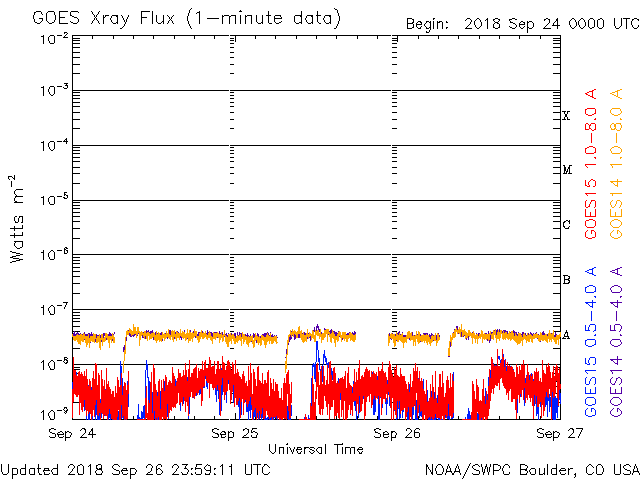 GOES Xray Flux (1-minute data)
Begin: 2018 Sep 24 0000 UTC
10⁻²
10⁻³
10⁻⁴
10⁻⁵
10⁻⁶
10⁻⁷
10⁻⁸
10⁻⁹
Watts m⁻²
X
M
C
B
A
GOES15 1.0-8.0 A
GOES14 1.0-8.0 A
GOES15 0.5-4.0 A
GOES14 0.5-4.0 A
Sep 24
Sep 25
Sep 26
Sep 27
Universal Time
Updated 2018 Sep 26 23:59:11 UTC
NOAA/SWPC Boulder, CO USA